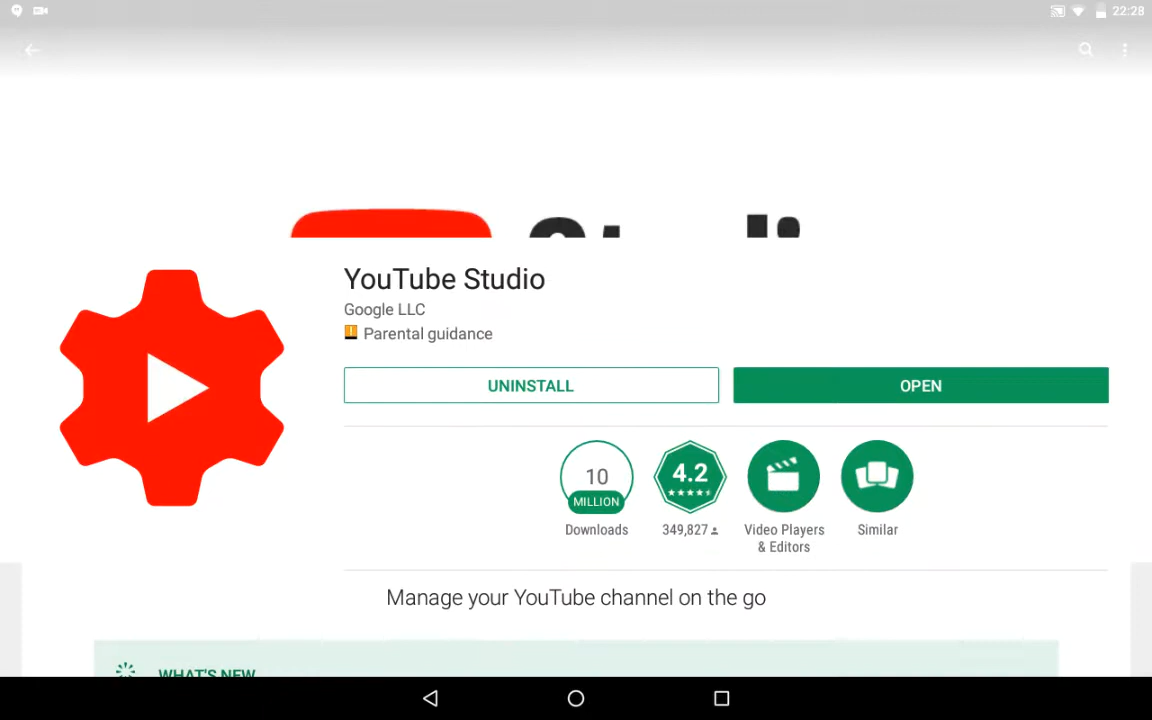 22:28
YouTube Studio
Google LLC
Parental guidance
UNINSTALL
OPEN
10
MILLION
Downloads
4.2
349,827
Video Players
& Editors
Similar
Manage your YouTube channel on the go
WHAT'S NEW